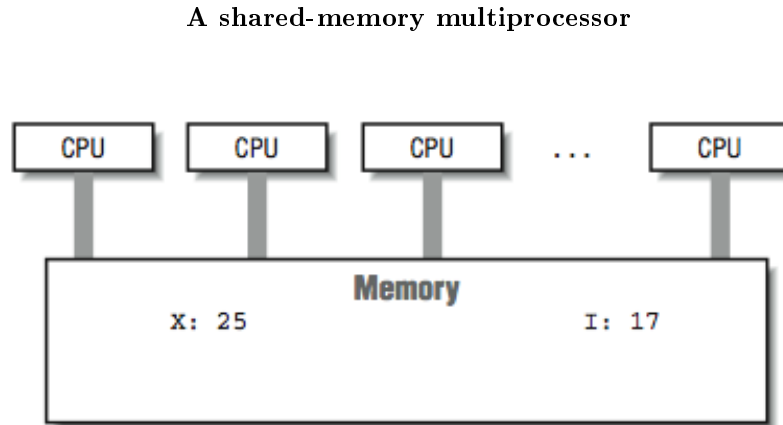 A shared-memory multiprocessor
CPU CPU CPU ... CPU
Memory
X: 25 I: 17